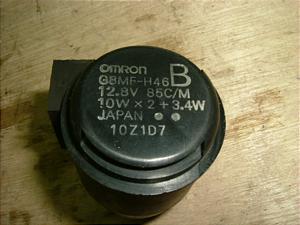 OMRON
G8MF-H46 B
12.8V 85C/M
10W × 2 + 3.4W
JAPAN
10Z1D7